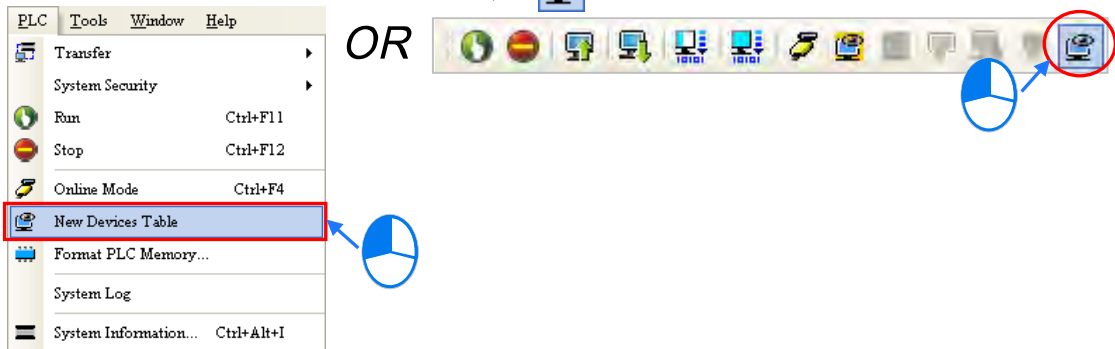 PLC Tools Window Help
Transfer
System Security
Run Ctrl+F11
Stop Ctrl+F12
Online Mode Ctrl+F4
New Devices Table
Format PLC Memory...
System Log
System Information... Ctrl+Alt+I
OR